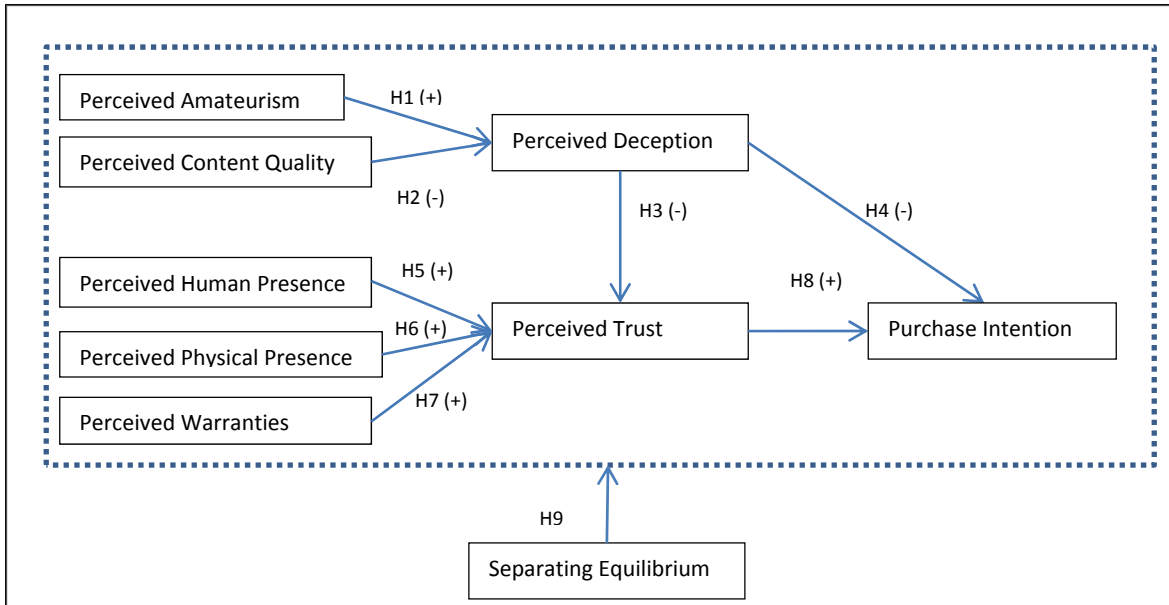 Perceived Amateurism
H1 (+)
Perceived Content Quality
H2 (-)
Perceived Deception
H3 (-)
H4 (-)
Perceived Human Presence
H5 (+)
Perceived Physical Presence
H6 (+)
Perceived Warranties
H7 (+)
Perceived Trust
H8 (+)
Purchase Intention
H9
Separating Equilibrium